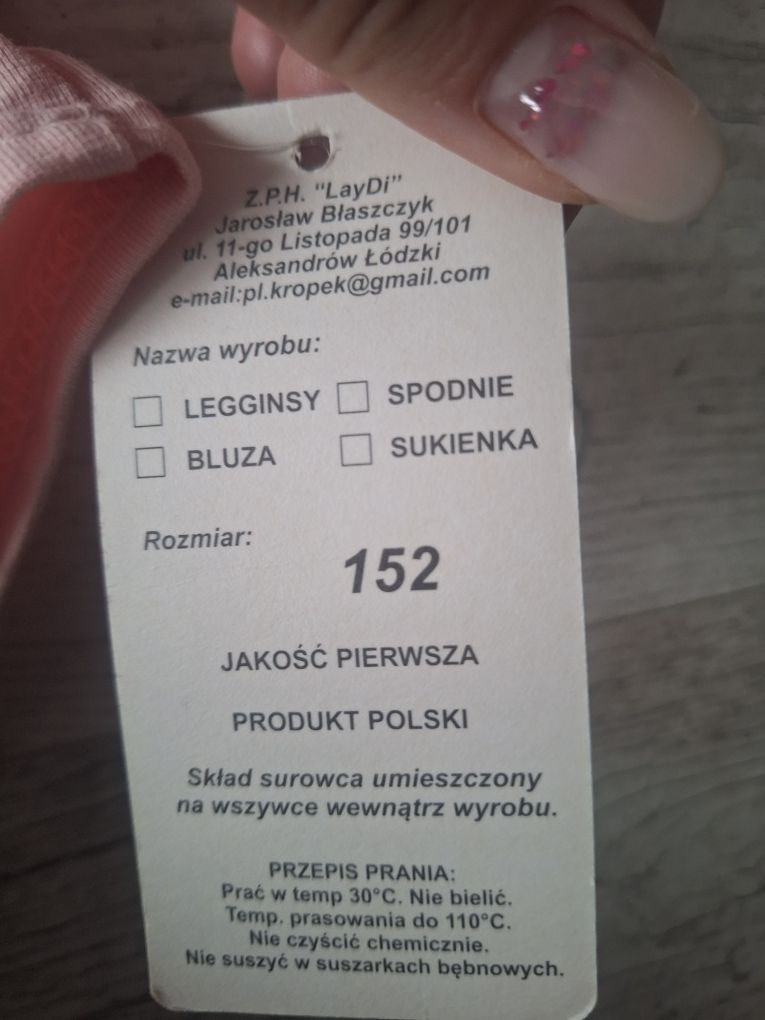 Z.P.H. "LayDi"
Jarosław Błaszczyk
ul. 11-go Listopada 99/101
Aleksandrów Łódzki
e-mail:pl.kropek@gmail.com
Nazwa wyrobu:
LEGGINSY SPODNIE
BLUZA SUKIENKA
Rozmiar:
152
JAKOŚĆ PIERWSZA
PRODUKT POLSKI
Skład surowca umieszczony
na wszywce wewnątrz wyrobu.
PRZEPIS PRANIA:
Prać w temp 30°C. Nie bielić.
Temp. prasowania do 110°C.
Nie czyścić chemicznie.
Nie suszyć w suszarkach bębnowych.